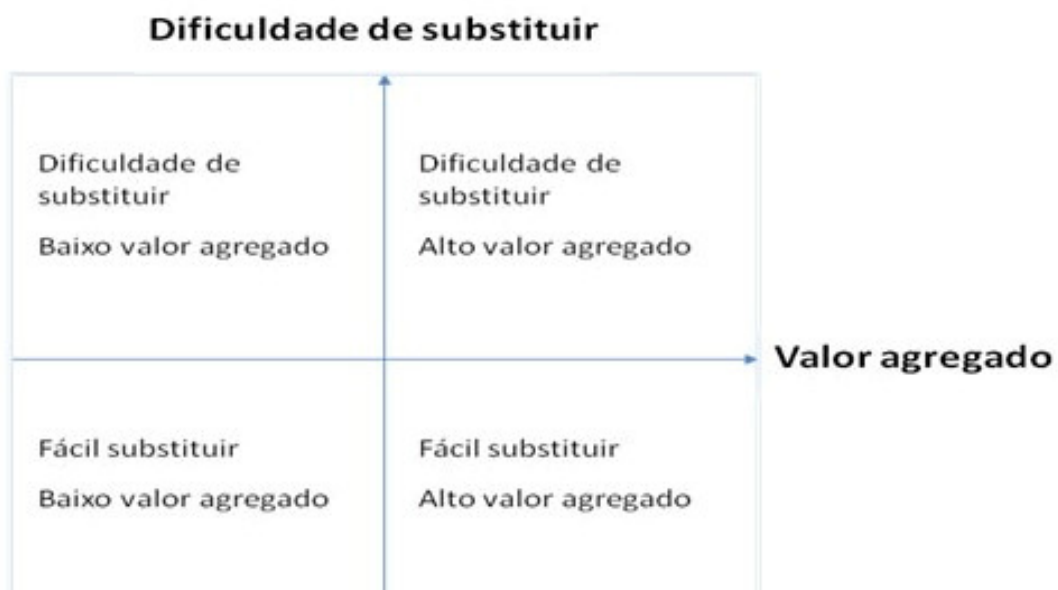 Dificuldade de substituir
Dificuldade de
substituir
Baixo valor agregado
Dificuldade de
substituir
Alto valor agregado
Valor agregado
Fácil substituir
Baixo valor agregado
Fácil substituir
Alto valor agregado